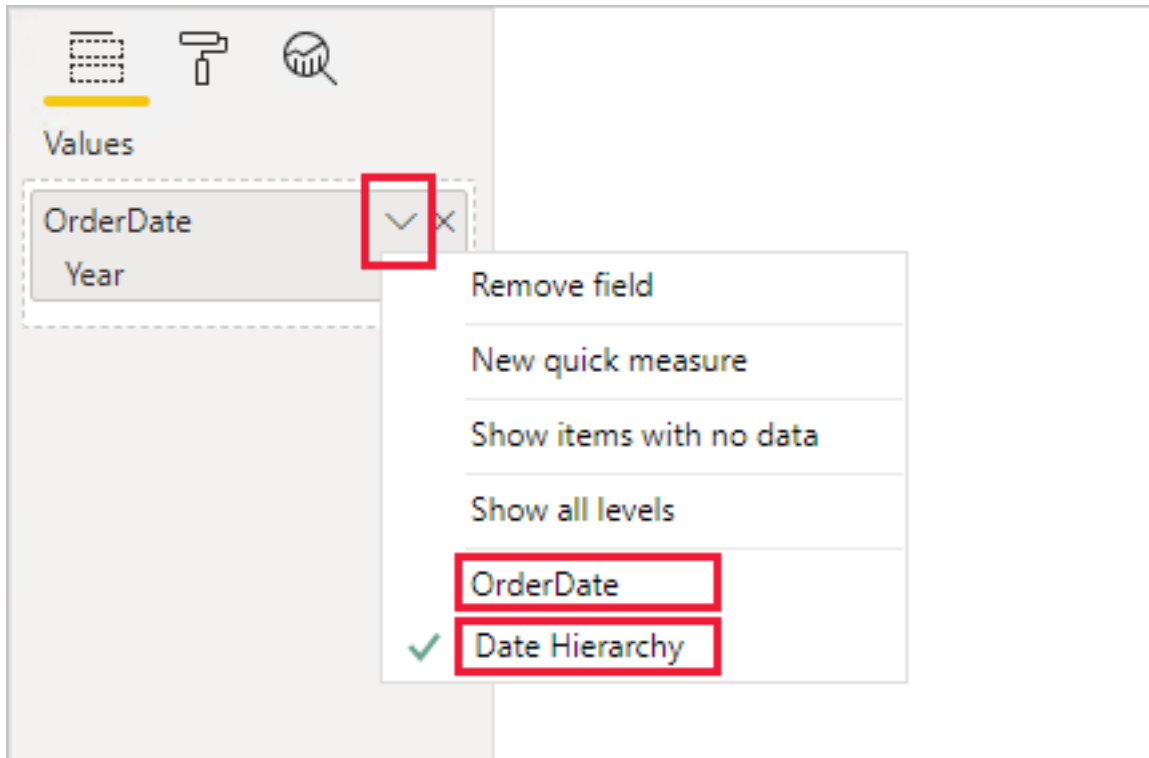 Values
OrderDate
Year
Remove field
New quick measure
Show items with no data
Show all levels
OrderDate
Date Hierarchy